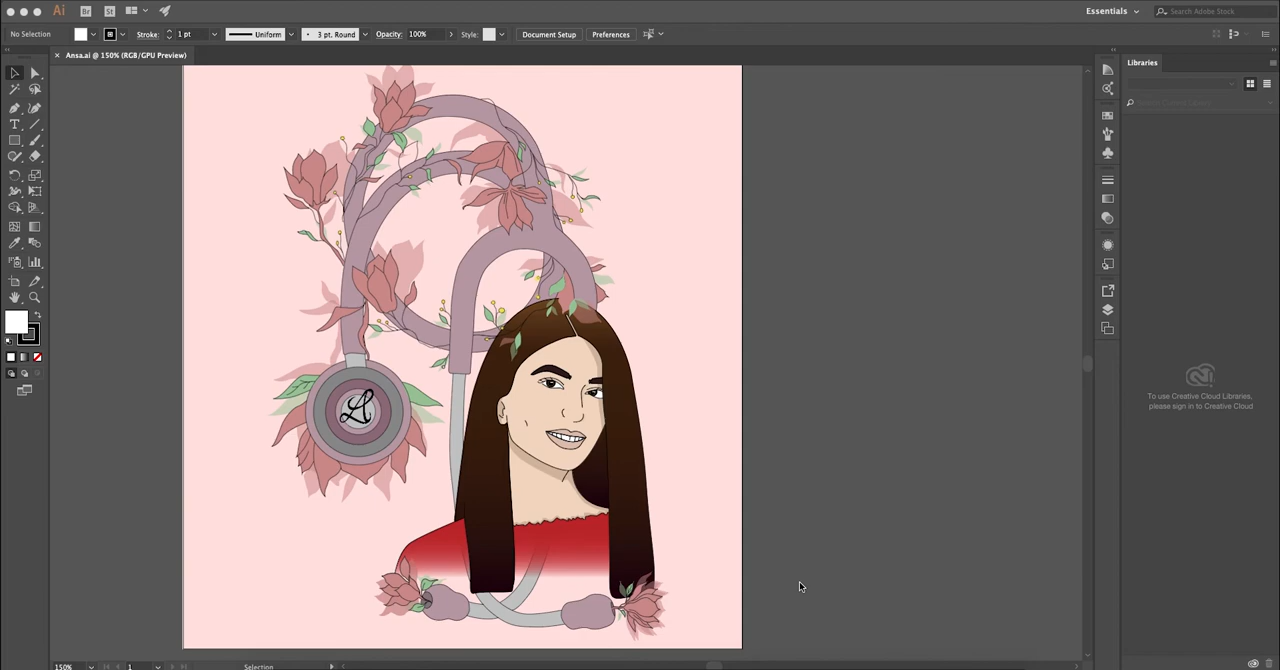 Ai Br St Essentials Search Adobe Stock
No Selection Stroke: 1 pt Uniform 3 pt. Round Opacity: 100% Style: Document Setup Preferences
× Ansa.ai @ 150% (RGB/GPU Preview)
Libraries
To use Creative Cloud Libraries,
please sign in to Creative Cloud
150% 1 Selection